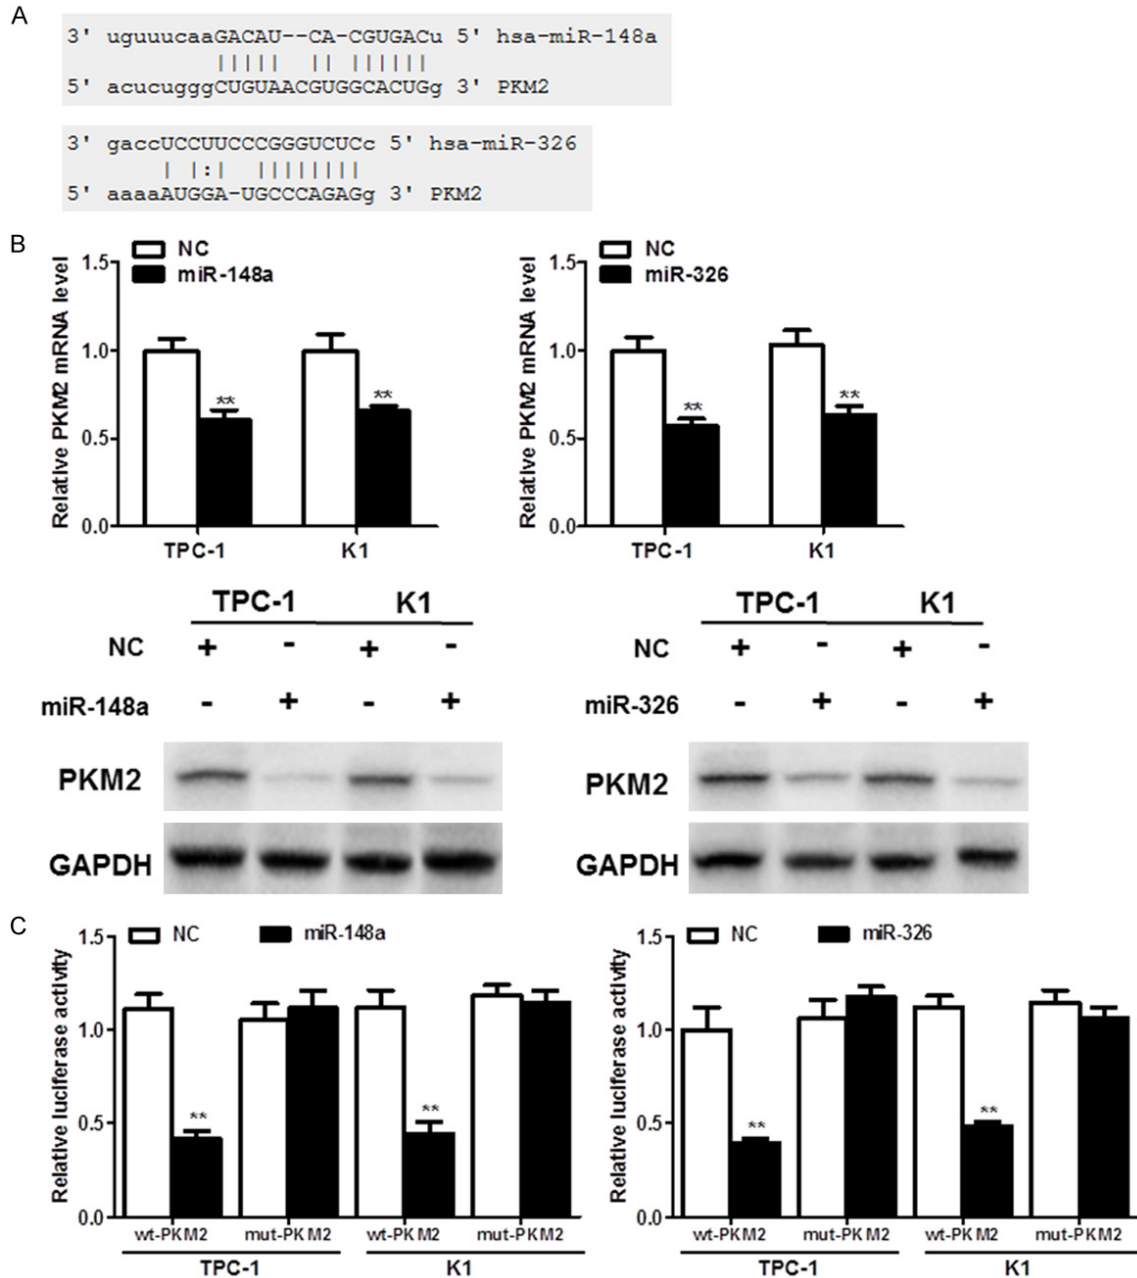 A
3' uguuucaaGACAU--CA-CGUGACu 5' hsa-miR-148a
||||| || ||||||
5' acucugggCUGUAACGUGGCACUGg 3' PKM2
3' gaccUCCUUCCCGGGUCUCc 5' hsa-miR-326
| |:| ||||||||
5' aaaaAUGGA-UGCCCAGAGg 3' PKM2
B
NC
miR-148a
Relative PKM2 mRNA level
1.5
1.0
0.5
0.0
**
**
TPC-1 K1
NC
miR-326
Relative PKM2 mRNA level
1.5
1.0
0.5
0.0
**
**
TPC-1 K1
TPC-1 K1
NC + - + -
miR-148a - + - +
PKM2
GAPDH
TPC-1 K1
NC + - + -
miR-326 - + - +
PKM2
GAPDH
C
NC miR-148a
Relative luciferase activity
1.5
1.0
0.5
0.0
**
**
wt-PKM2 mut-PKM2 wt-PKM2 mut-PKM2
TPC-1 K1
NC miR-326
Relative luciferase activity
1.5
1.0
0.5
0.0
**
**
wt-PKM2 mut-PKM2 wt-PKM2 mut-PKM2
TPC-1 K1